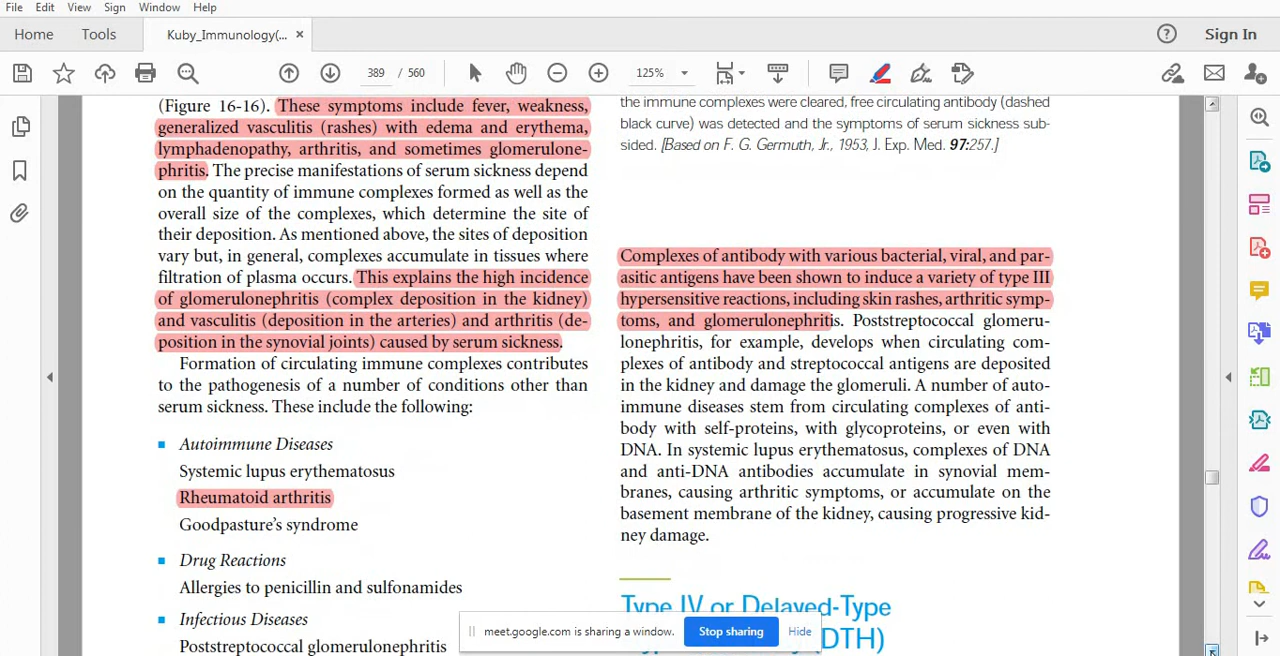 File Edit View Sign Window Help
Home Tools Kuby_Immunology(... × Sign In
389 / 560 125%
(Figure 16-16). These symptoms include fever, weakness,
generalized vasculitis (rashes) with edema and erythema,
lymphadenopathy, arthritis, and sometimes glomerulone-
phritis. The precise manifestations of serum sickness depend
on the quantity of immune complexes formed as well as the
overall size of the complexes, which determine the site of
their deposition. As mentioned above, the sites of deposition
vary but, in general, complexes accumulate in tissues where
filtration of plasma occurs. This explains the high incidence
of glomerulonephritis (complex deposition in the kidney)
and vasculitis (deposition in the arteries) and arthritis (de-
position in the synovial joints) caused by serum sickness.
Formation of circulating immune complexes contributes
to the pathogenesis of a number of conditions other than
serum sickness. These include the following:
Autoimmune Diseases
Systemic lupus erythematosus
Rheumatoid arthritis
Goodpasture's syndrome
Drug Reactions
Allergies to penicillin and sulfonamides
Infectious Diseases
Poststreptococcal glomerulonephritis
the immune complexes were cleared, free circulating antibody (dashed
black curve) was detected and the symptoms of serum sickness sub-
sided. [Based on F. G. Germuth, Jr., 1953, J. Exp. Med. 97:257.]
Complexes of antibody with various bacterial, viral, and par-
asitic antigens have been shown to induce a variety of type III
hypersensitive reactions, including skin rashes, arthritic symp-
toms, and glomerulonephritis. Poststreptococcal glomeru-
lonephritis, for example, develops when circulating com-
plexes of antibody and streptococcal antigens are deposited
in the kidney and damage the glomeruli. A number of auto-
immune diseases stem from circulating complexes of anti-
body with self-proteins, with glycoproteins, or even with
DNA. In systemic lupus erythematosus, complexes of DNA
and anti-DNA antibodies accumulate in synovial mem-
branes, causing arthritic symptoms, or accumulate on the
basement membrane of the kidney, causing progressive kid-
ney damage.
Type IV or Delayed-Type
(DTH)
meet.google.com is sharing a window. Stop sharing Hide